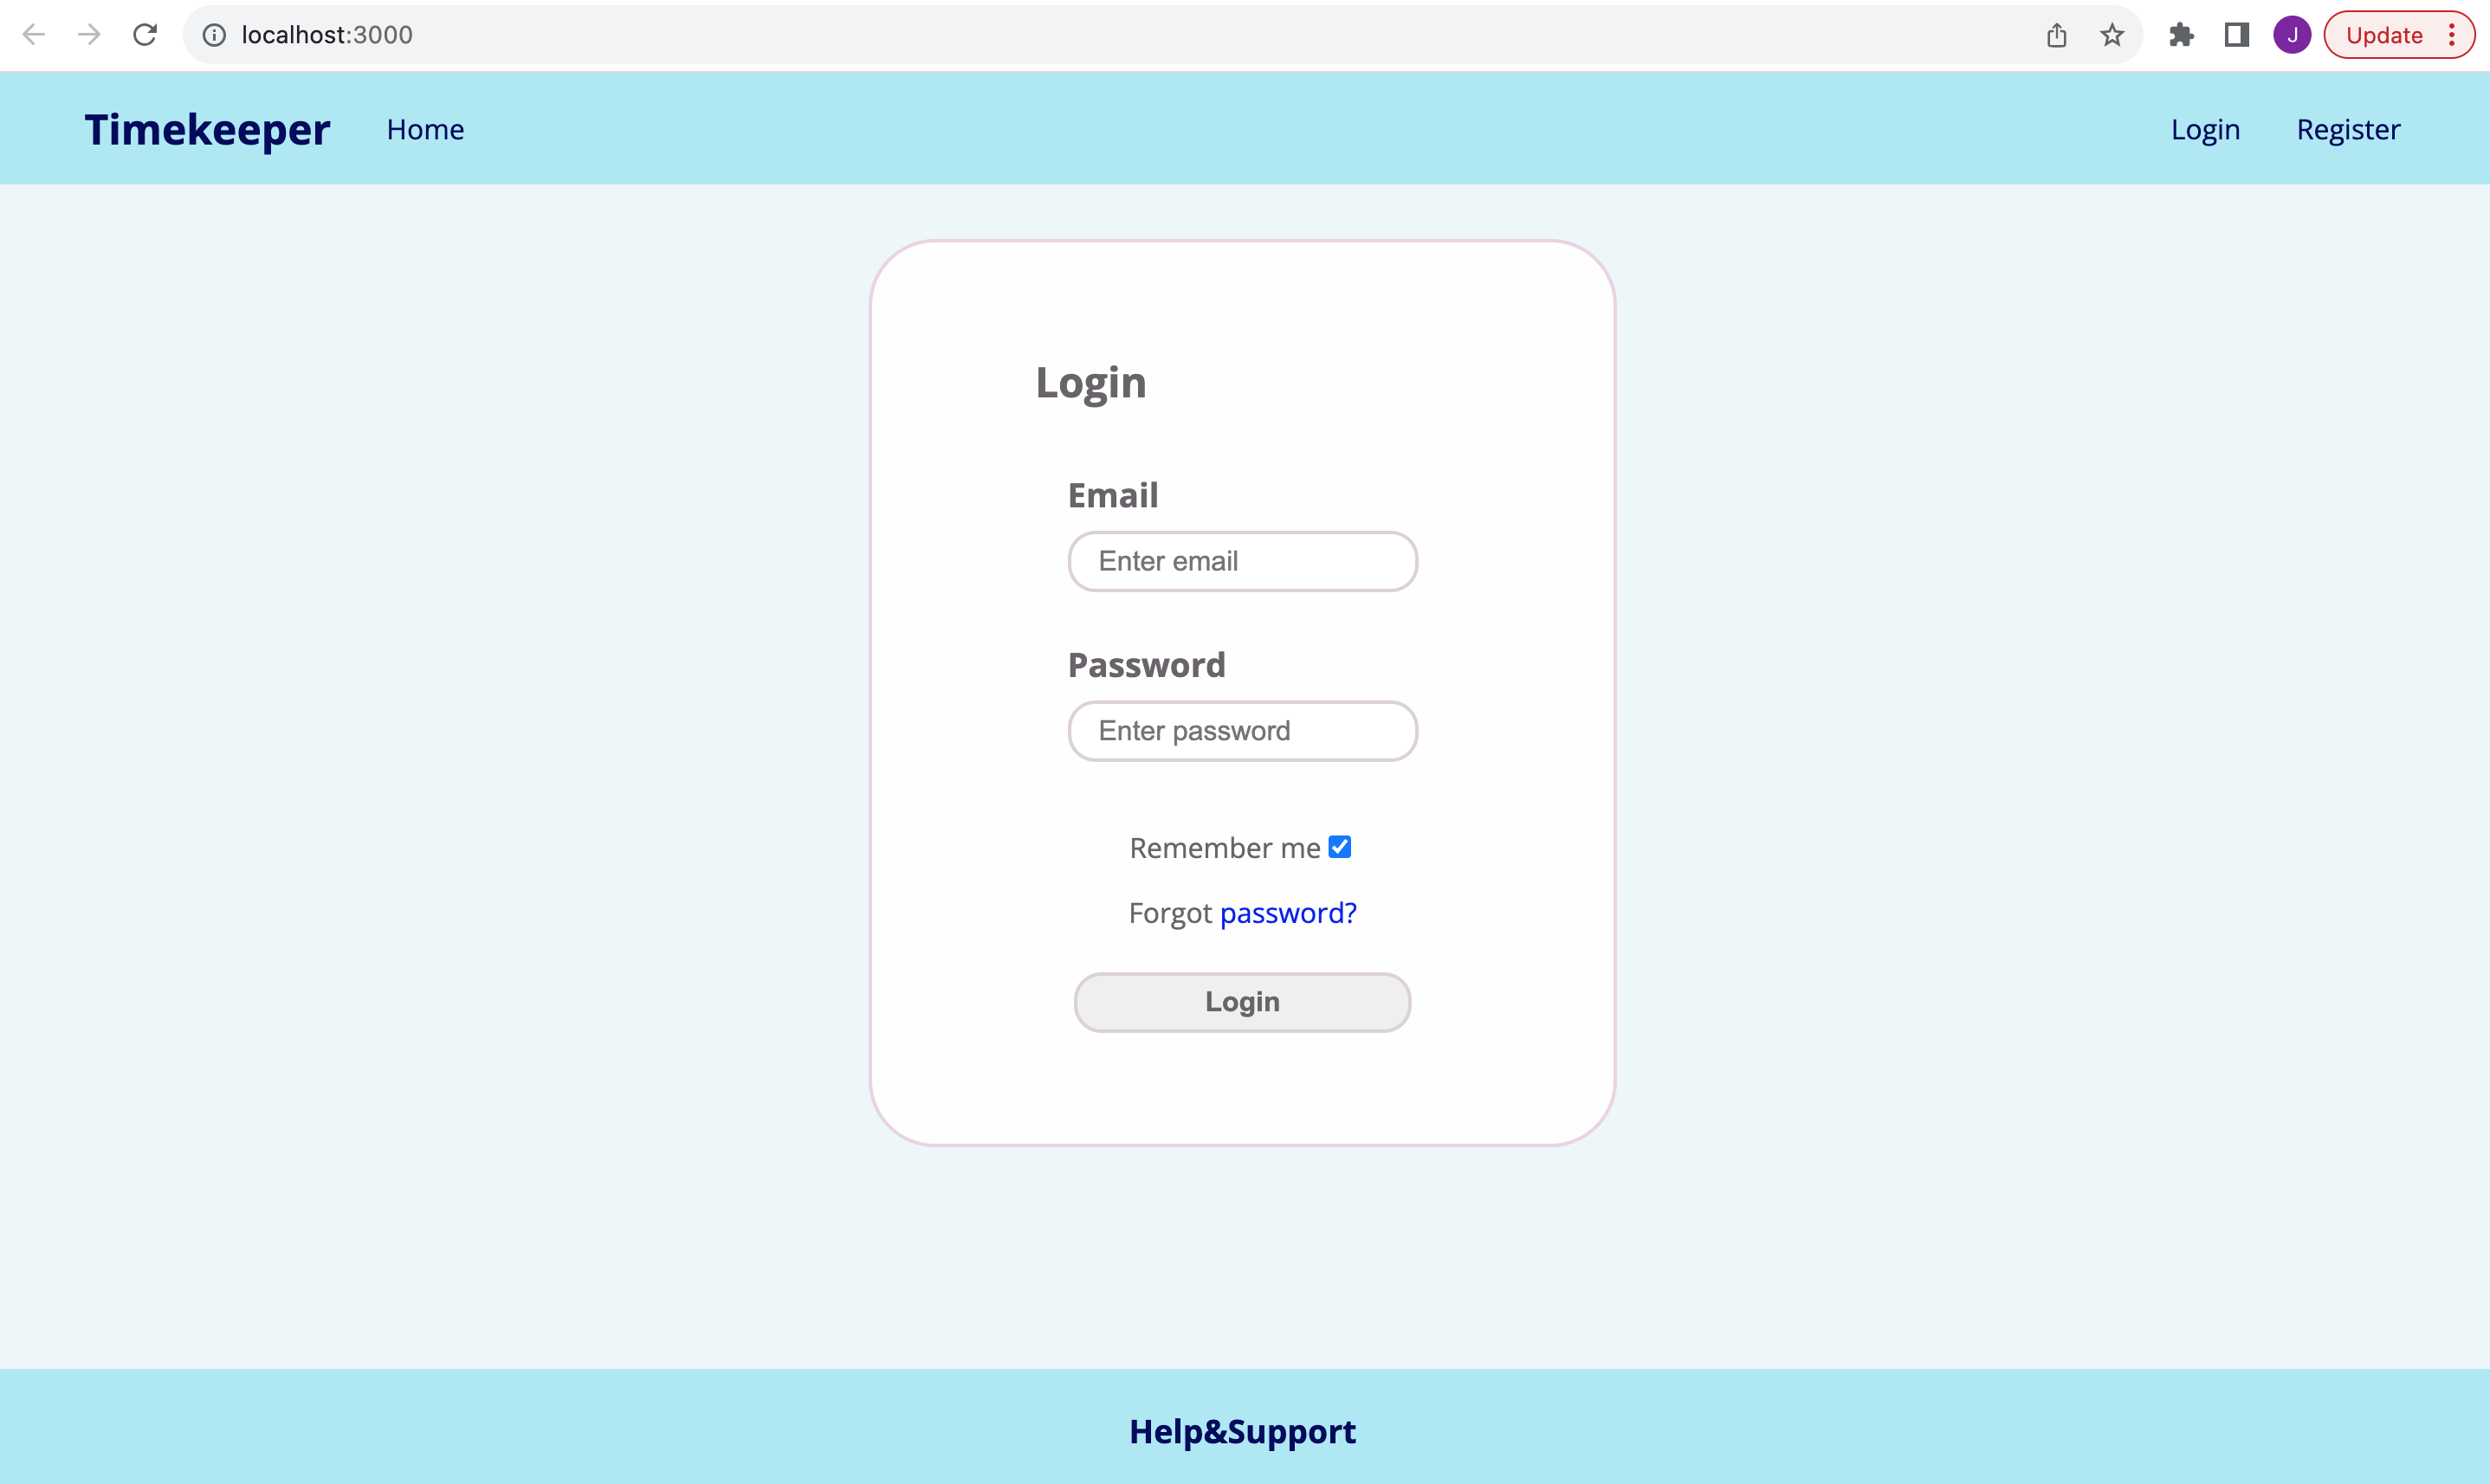 localhost:3000
J
Update
Timekeeper Home Login Register
Login
Email
Enter email
Password
Enter password
Remember me
Forgot password?
Login
Help&Support